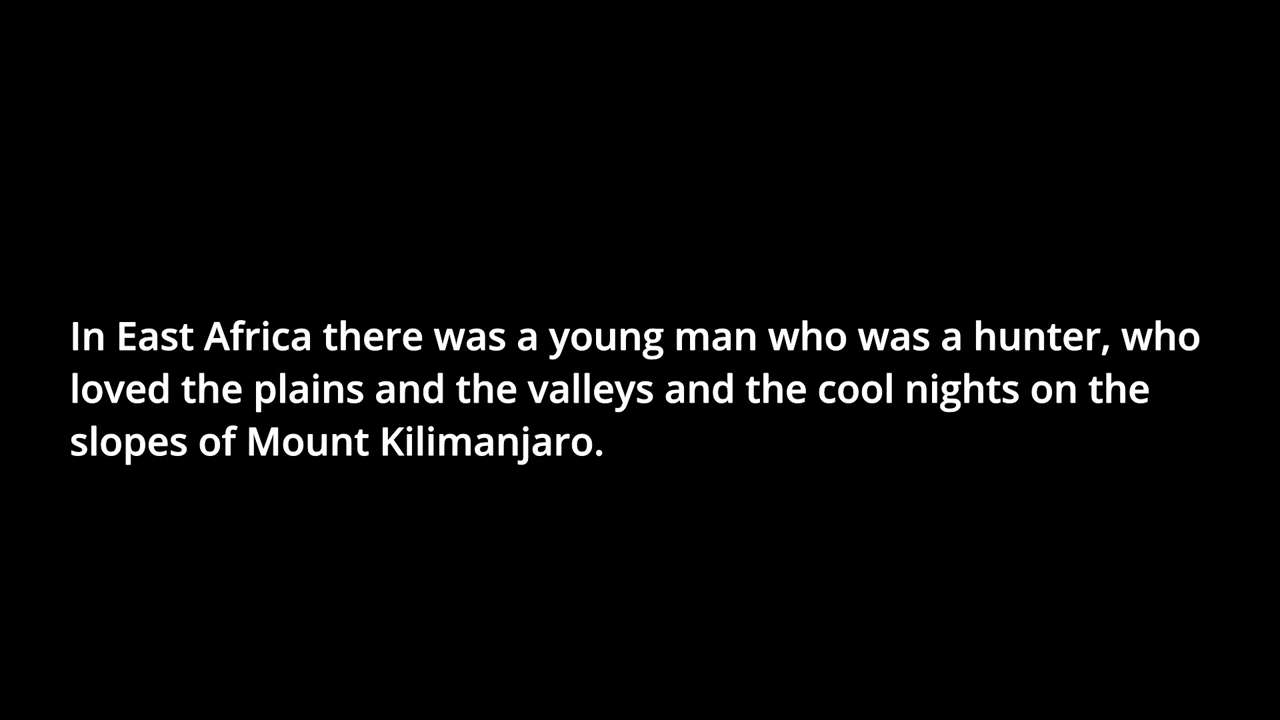 In East Africa there was a young man who was a hunter, who
loved the plains and the valleys and the cool nights on the
slopes of Mount Kilimanjaro.